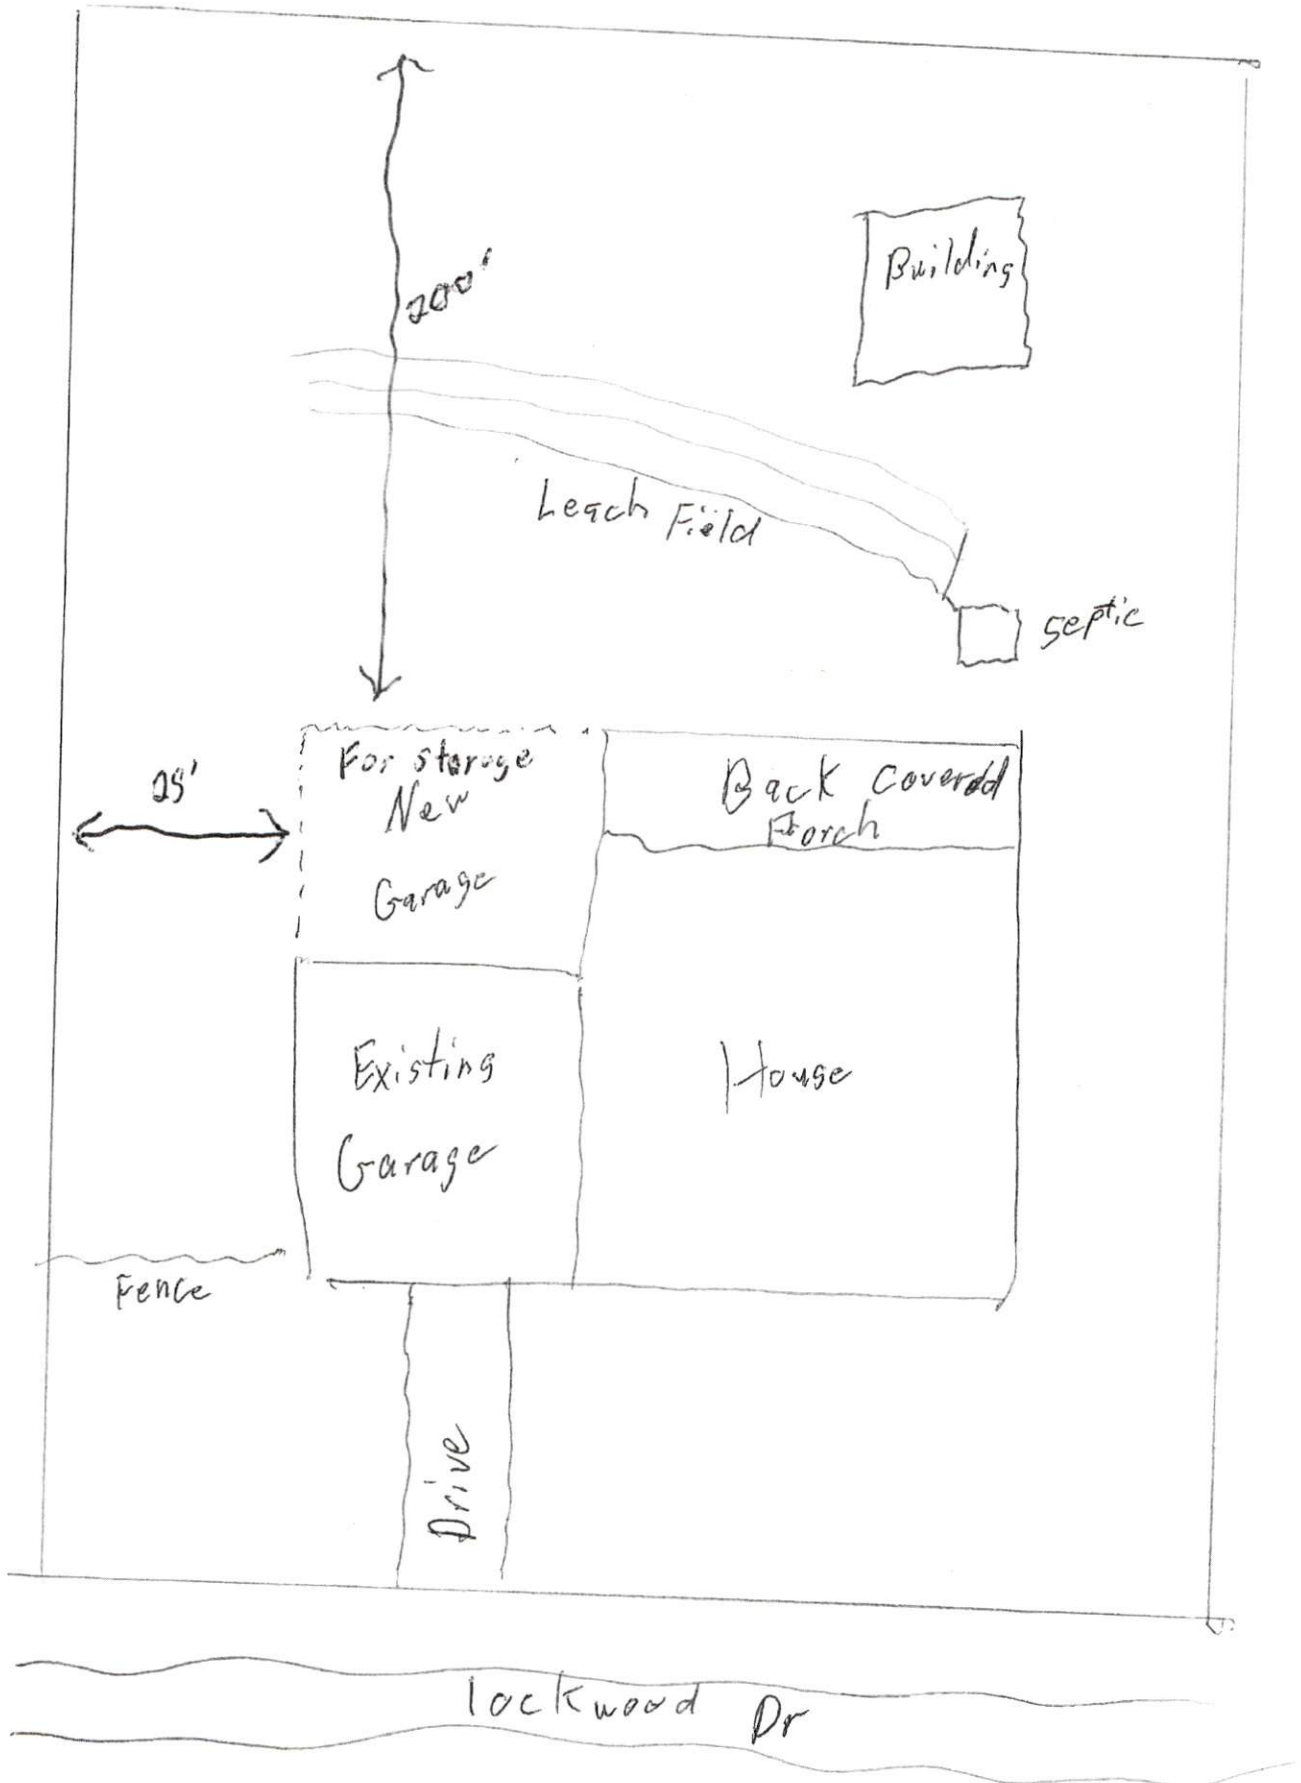 Building
200'
Leach Field
septic
For storage
New
Garage
25'
Back Coverdd
Porch
Existing
Garage
House
Fence
Drive
lockwood Dr